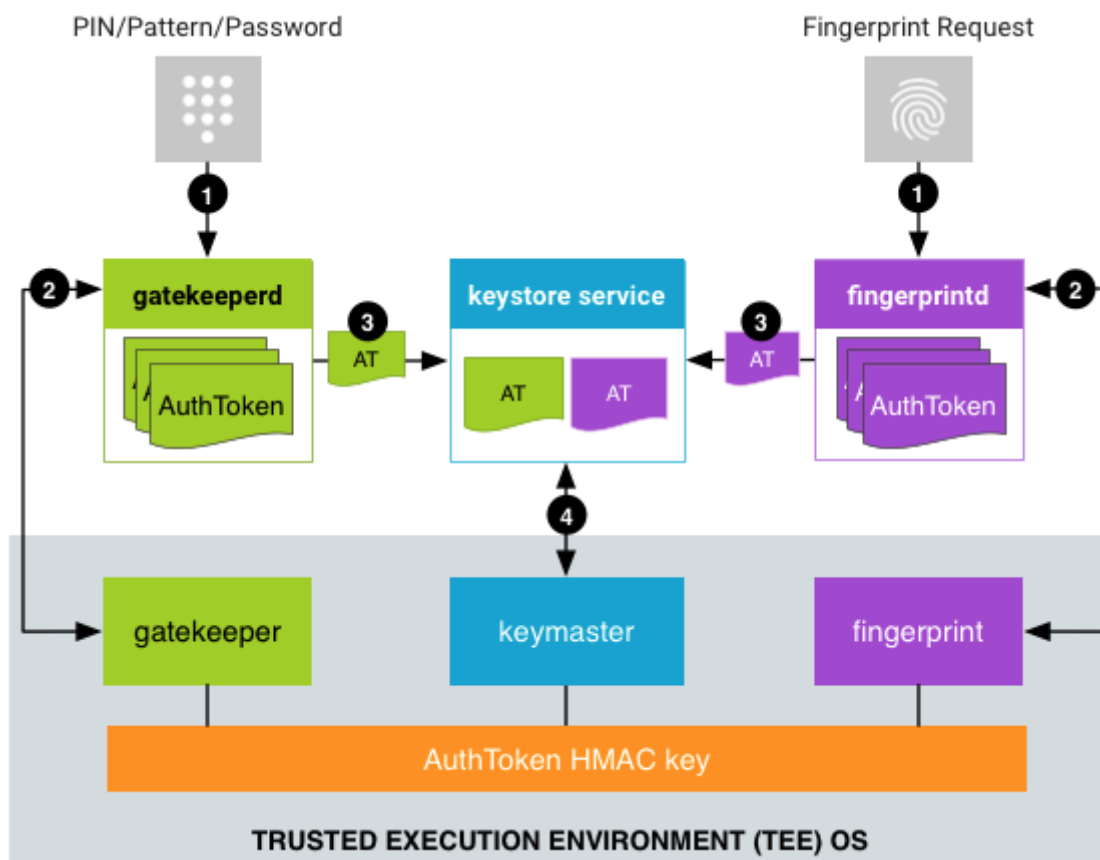 PIN/Pattern/Password
Fingerprint Request
1
1
2
gatekeeperd
keystore service
fingerprintd
2
3
3
AT
AT
AT
AT
A
A
AuthToken
A
A
AuthToken
4
gatekeeper
keymaster
fingerprint
AuthToken HMAC key
TRUSTED EXECUTION ENVIRONMENT (TEE) OS